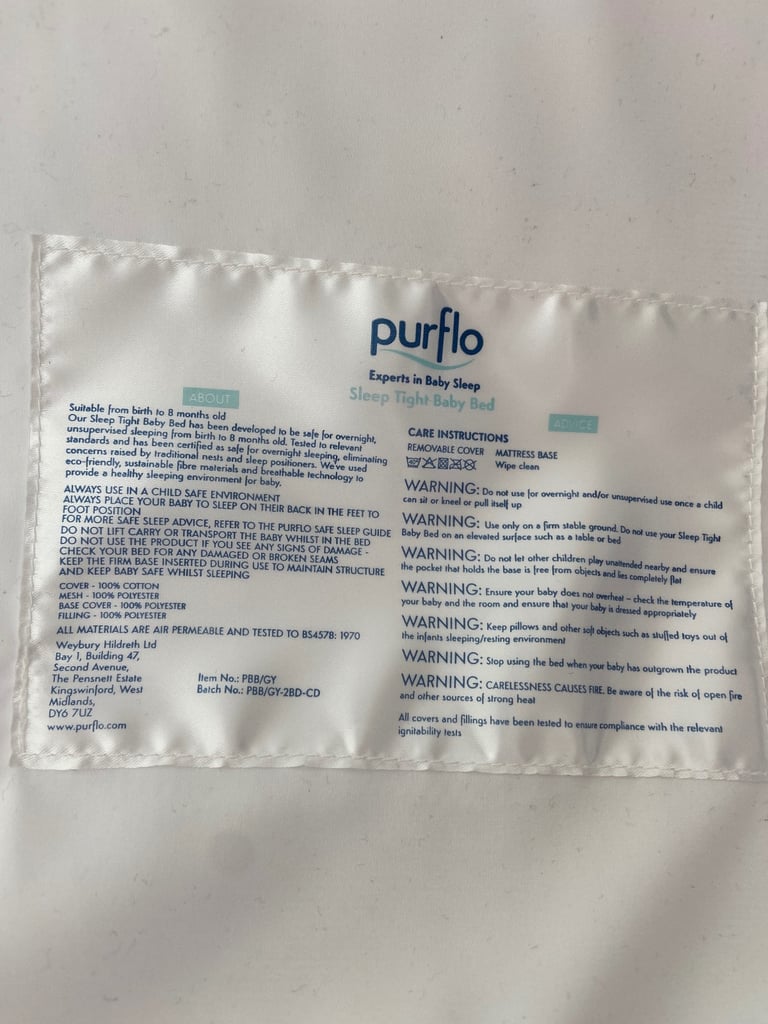 purflo
Experts in Baby Sleep
Sleep Tight Baby Bed
ABOUT
Suitable from birth to 8 months old
Our Sleep Tight Baby Bed has been developed to be safe for overnight,
unsupervised sleeping from birth to 8 months old. Tested to relevant
standards and has been certified as safe for overnight sleeping, eliminating
concerns raised by traditional nests and sleep positioners. We've used
eco-friendly, sustainable fibre materials and breathable technology to
provide a healthy sleeping environment for baby.
ALWAYS USE IN A CHILD SAFE ENVIRONMENT
ALWAYS PLACE YOUR BABY TO SLEEP ON THEIR BACK IN THE FEET TO
FOOT POSITION
FOR MORE SAFE SLEEP ADVICE, REFER TO THE PURFLO SAFE SLEEP GUIDE
DO NOT LIFT CARRY OR TRANSPORT THE BABY WHILST IN THE BED
DO NOT USE THE PRODUCT IF YOU SEE ANY SIGNS OF DAMAGE -
CHECK YOUR BED FOR ANY DAMAGED OR BROKEN SEAMS
KEEP THE FIRM BASE INSERTED DURING USE TO MAINTAIN STRUCTURE
AND KEEP BABY SAFE WHILST SLEEPING
COVER - 100% COTTON
MESH - 100% POLYESTER
BASE COVER - 100% POLYESTER
FILLING - 100% POLYESTER
ALL MATERIALS ARE AIR PERMEABLE AND TESTED TO BS4578: 1970
Weybury Hildreth Ltd
Bay 1, Building 47,
Second Avenue,
The Pensnett Estate
Kingswinford, West
Midlands,
DY6 7UZ
www.purflo.com
Item No.: PBB/GY
Batch No.: PBB/GY-2BD-CD
ADVICE
CARE INSTRUCTIONS
REMOVABLE COVER MATTRESS BASE
Wipe clean
WARNING: Do not use for overnight and/or unsupervised use once a child
can sit or kneel or pull itself up
WARNING: Use only on a firm stable ground. Do not use your Sleep Tight
Baby Bed on an elevated surface such as a table or bed
WARNING: Do not let other children play unattended nearby and ensure
the pocket that holds the base is free from objects and lies completely flat
WARNING: Ensure your baby does not overheat – check the temperature of
your baby and the room and ensure that your baby is dressed appropriately
WARNING: Keep pillows and other soft objects such as stuffed toys out of
the infants sleeping/resting environment
WARNING: Stop using the bed when your baby has outgrown the product
WARNING: CARELESSNESS CAUSES FIRE. Be aware of the risk of open fire
and other sources of strong heat
All covers and fillings have been tested to ensure compliance with the relevant
ignitability tests